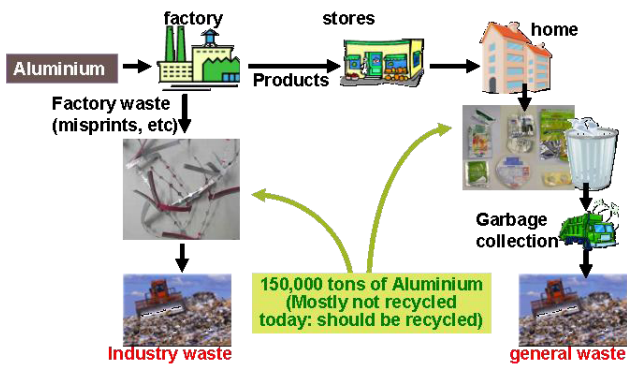 factory
stores
home
Aluminium
Products
Factory waste
(misprints, etc)
Garbage
collection
150,000 tons of Aluminium
(Mostly not recycled
today: should be recycled)
Industry waste
general waste